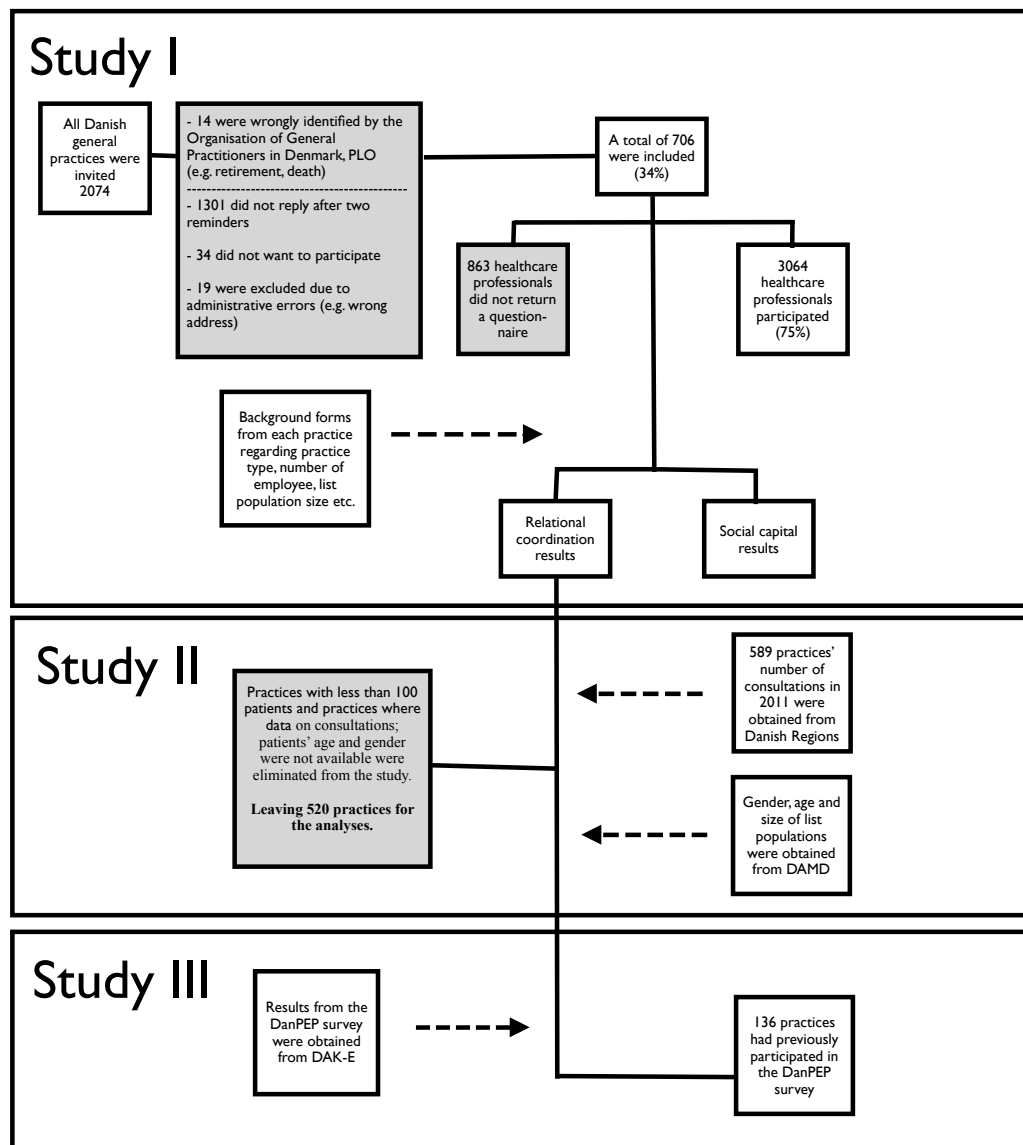 Study I
All Danish
general
practices were
invited
2074
- 14 were wrongly identified by the
Organisation of General
Practitioners in Denmark, PLO
(e.g. retirement, death)
---------------------------------------------
- 1301 did not reply after two
reminders
- 34 did not want to participate
- 19 were excluded due to
administrative errors (e.g. wrong
address)
A total of 706
were included
(34%)
863 healthcare
professionals
did not return
a question-
naire
3064
healthcare
professionals
participated
(75%)
Background forms
from each practice
regarding practice
type, number of
employee, list
population size etc.
Relational
coordination
results
Social capital
results
Study II
Practices with less than 100
patients and practices where
data on consultations;
patients’ age and gender
were not available were
eliminated from the study.
Leaving 520 practices for
the analyses.
589 practices’
number of
consultations in
2011 were
obtained from
Danish Regions
Gender, age and
size of list
populations
were obtained
from DAMD
Study III
Results from the
DanPEP survey
were obtained
from DAK-E
136 practices
had previously
participated in
the DanPEP
survey